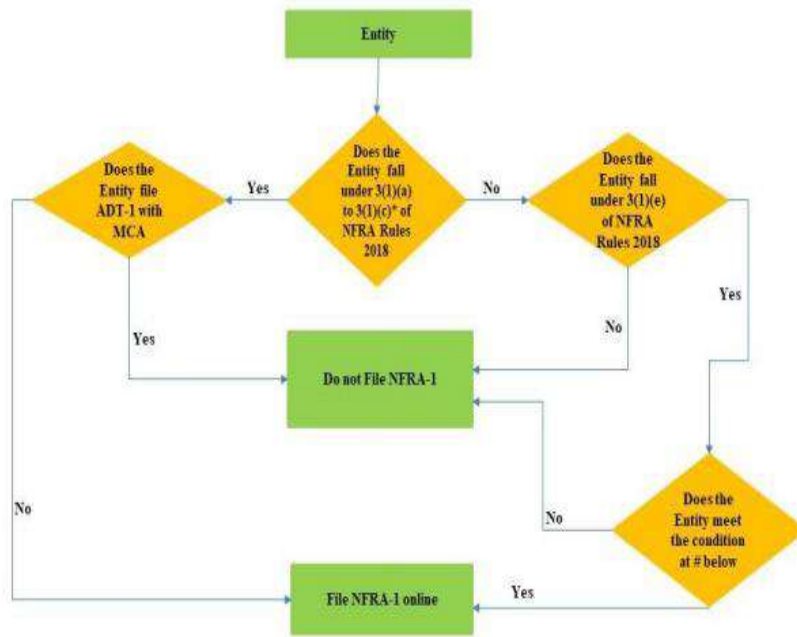 Entity
Does the
Entity fall
under 3(1)(a)
to 3(1)(c)* of
NFRA Rules
2018
Does the
Entity file
ADT-1 with
MCA
Yes
No
Does the
Entity fall
under 3(1)(e)
of NFRA
Rules 2018
Yes
No
Yes
Do not File NFRA-1
No
No
Does the
Entity meet
the condition
at # below
Yes
File NFRA-1 online